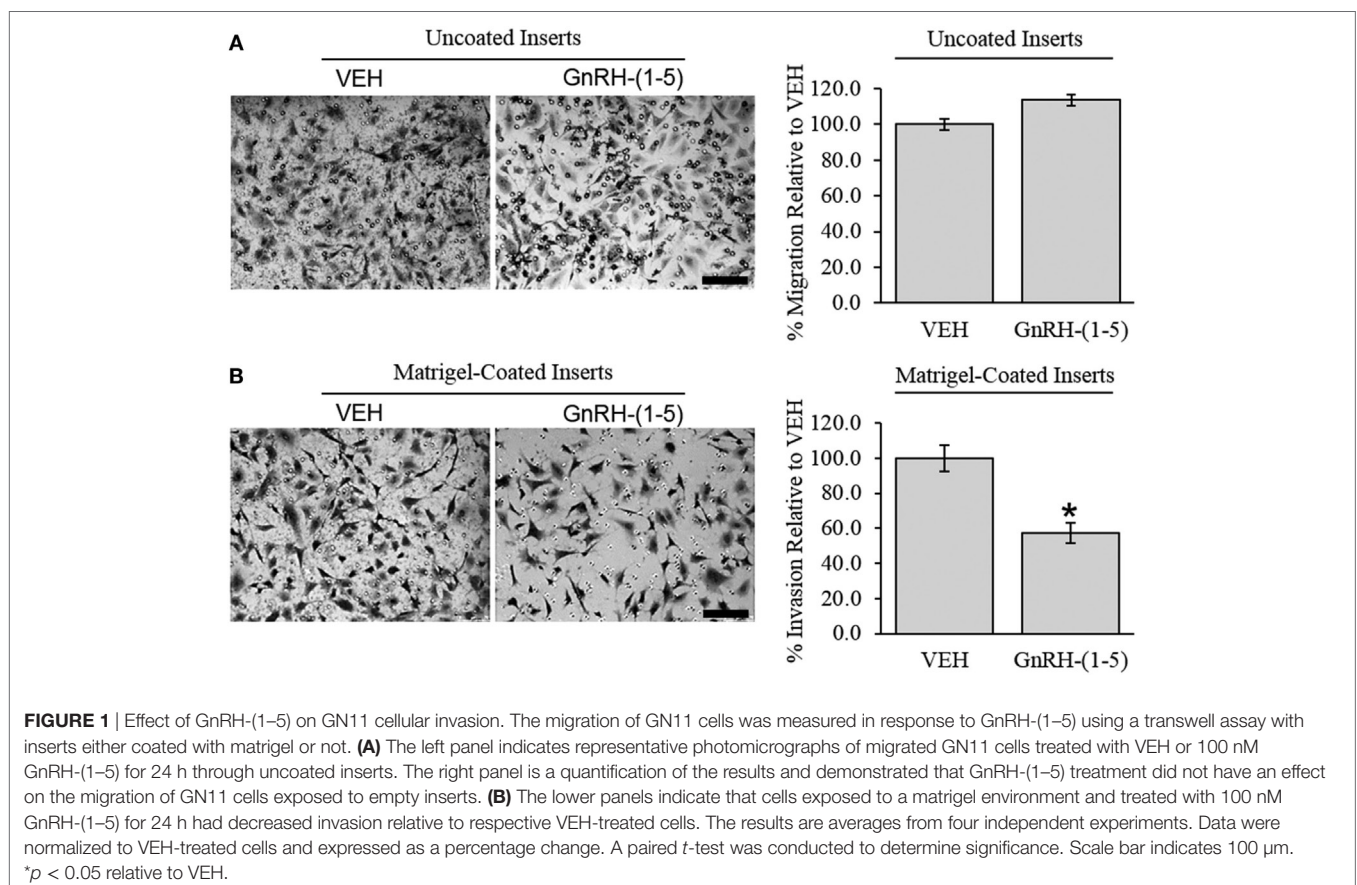 A
Uncoated Inserts
VEH GnRH-(1-5)
Uncoated Inserts
% Migration Relative to VEH
120.0
100.0
80.0
60.0
40.0
20.0
0.0
VEH GnRH-(1-5)
B
Matrigel-Coated Inserts
VEH GnRH-(1-5)
Matrigel-Coated Inserts
% Invasion Relative to VEH
120.0
100.0
80.0
60.0
40.0
20.0
0.0
*
VEH GnRH-(1-5)
FIGURE 1 | Effect of GnRH-(1–5) on GN11 cellular invasion. The migration of GN11 cells was measured in response to GnRH-(1–5) using a transwell assay with
inserts either coated with matrigel or not. (A) The left panel indicates representative photomicrographs of migrated GN11 cells treated with VEH or 100 nM
GnRH-(1–5) for 24 h through uncoated inserts. The right panel is a quantification of the results and demonstrated that GnRH-(1–5) treatment did not have an effect
on the migration of GN11 cells exposed to empty inserts. (B) The lower panels indicate that cells exposed to a matrigel environment and treated with 100 nM
GnRH-(1–5) for 24 h had decreased invasion relative to respective VEH-treated cells. The results are averages from four independent experiments. Data were
normalized to VEH-treated cells and expressed as a percentage change. A paired t-test was conducted to determine significance. Scale bar indicates 100 μm.
*p < 0.05 relative to VEH.